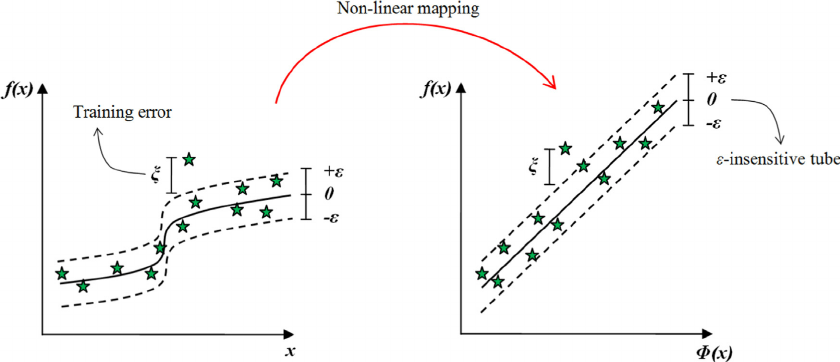 Non-linear mapping
f(x)
Training error
ξ
+ε
0
-ε
x
f(x)
ξ
+ε
0
-ε
ε-insensitive tube
Φ(x)